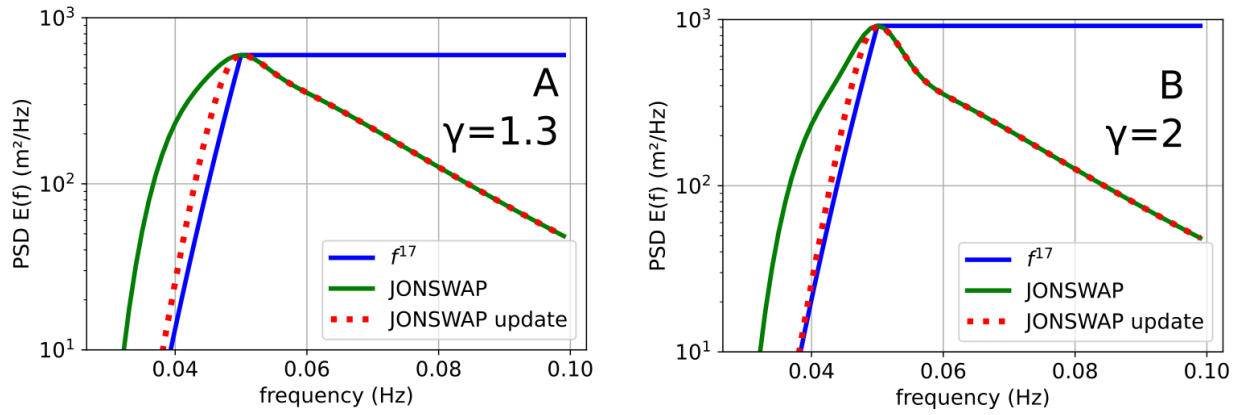 10³
10²
10¹
PSD E(f) (m²/Hz)
A
γ=1.3
f¹⁷
JONSWAP
JONSWAP update
0.04 0.06 0.08 0.10
frequency (Hz)
10³
10²
10¹
PSD E(f) (m²/Hz)
B
γ=2
f¹⁷
JONSWAP
JONSWAP update
0.04 0.06 0.08 0.10
frequency (Hz)